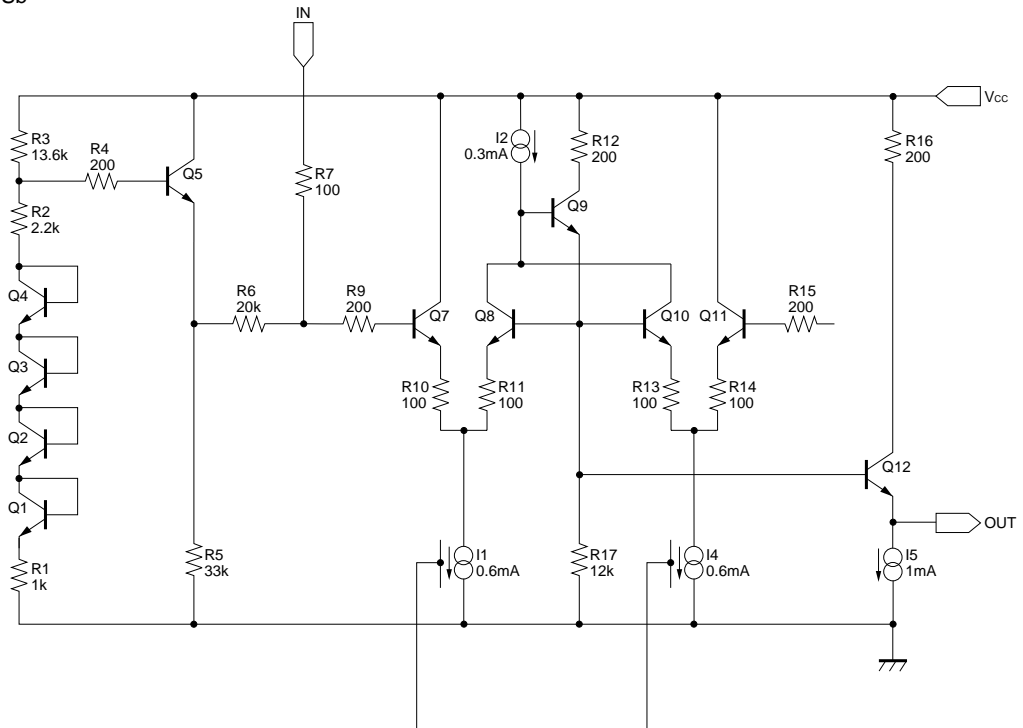 IN
Vcc
R3
13.6k
R4
200
Q5
R7
100
I2
0.3mA
R12
200
R16
200
Q9
R2
2.2k
Q4
R6
20k
R9
200
Q7
Q8
Q10
Q11
R15
200
Q3
R10
100
R11
100
R13
100
R14
100
Q2
Q12
Q1
OUT
R1
1k
R5
33k
I1
0.6mA
R17
12k
I4
0.6mA
I5
1mA